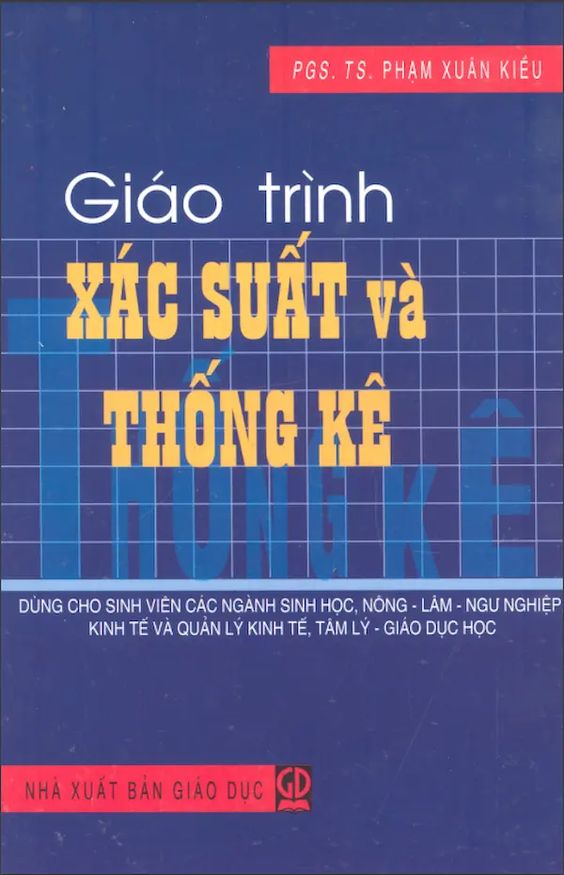 PGS. TS. PHẠM XUÂN KIỀU
Giáo trình
XÁC SUẤT và
THỐNG KÊ
THỐNG KÊ
DÙNG CHO SINH VIÊN CÁC NGÀNH SINH HỌC, NÔNG - LÂM - NGƯ NGHIỆP
KINH TẾ VÀ QUẢN LÝ KINH TẾ, TÂM LÝ - GIÁO DỤC HỌC
NHÀ XUẤT BẢN GIÁO DỤC
GD